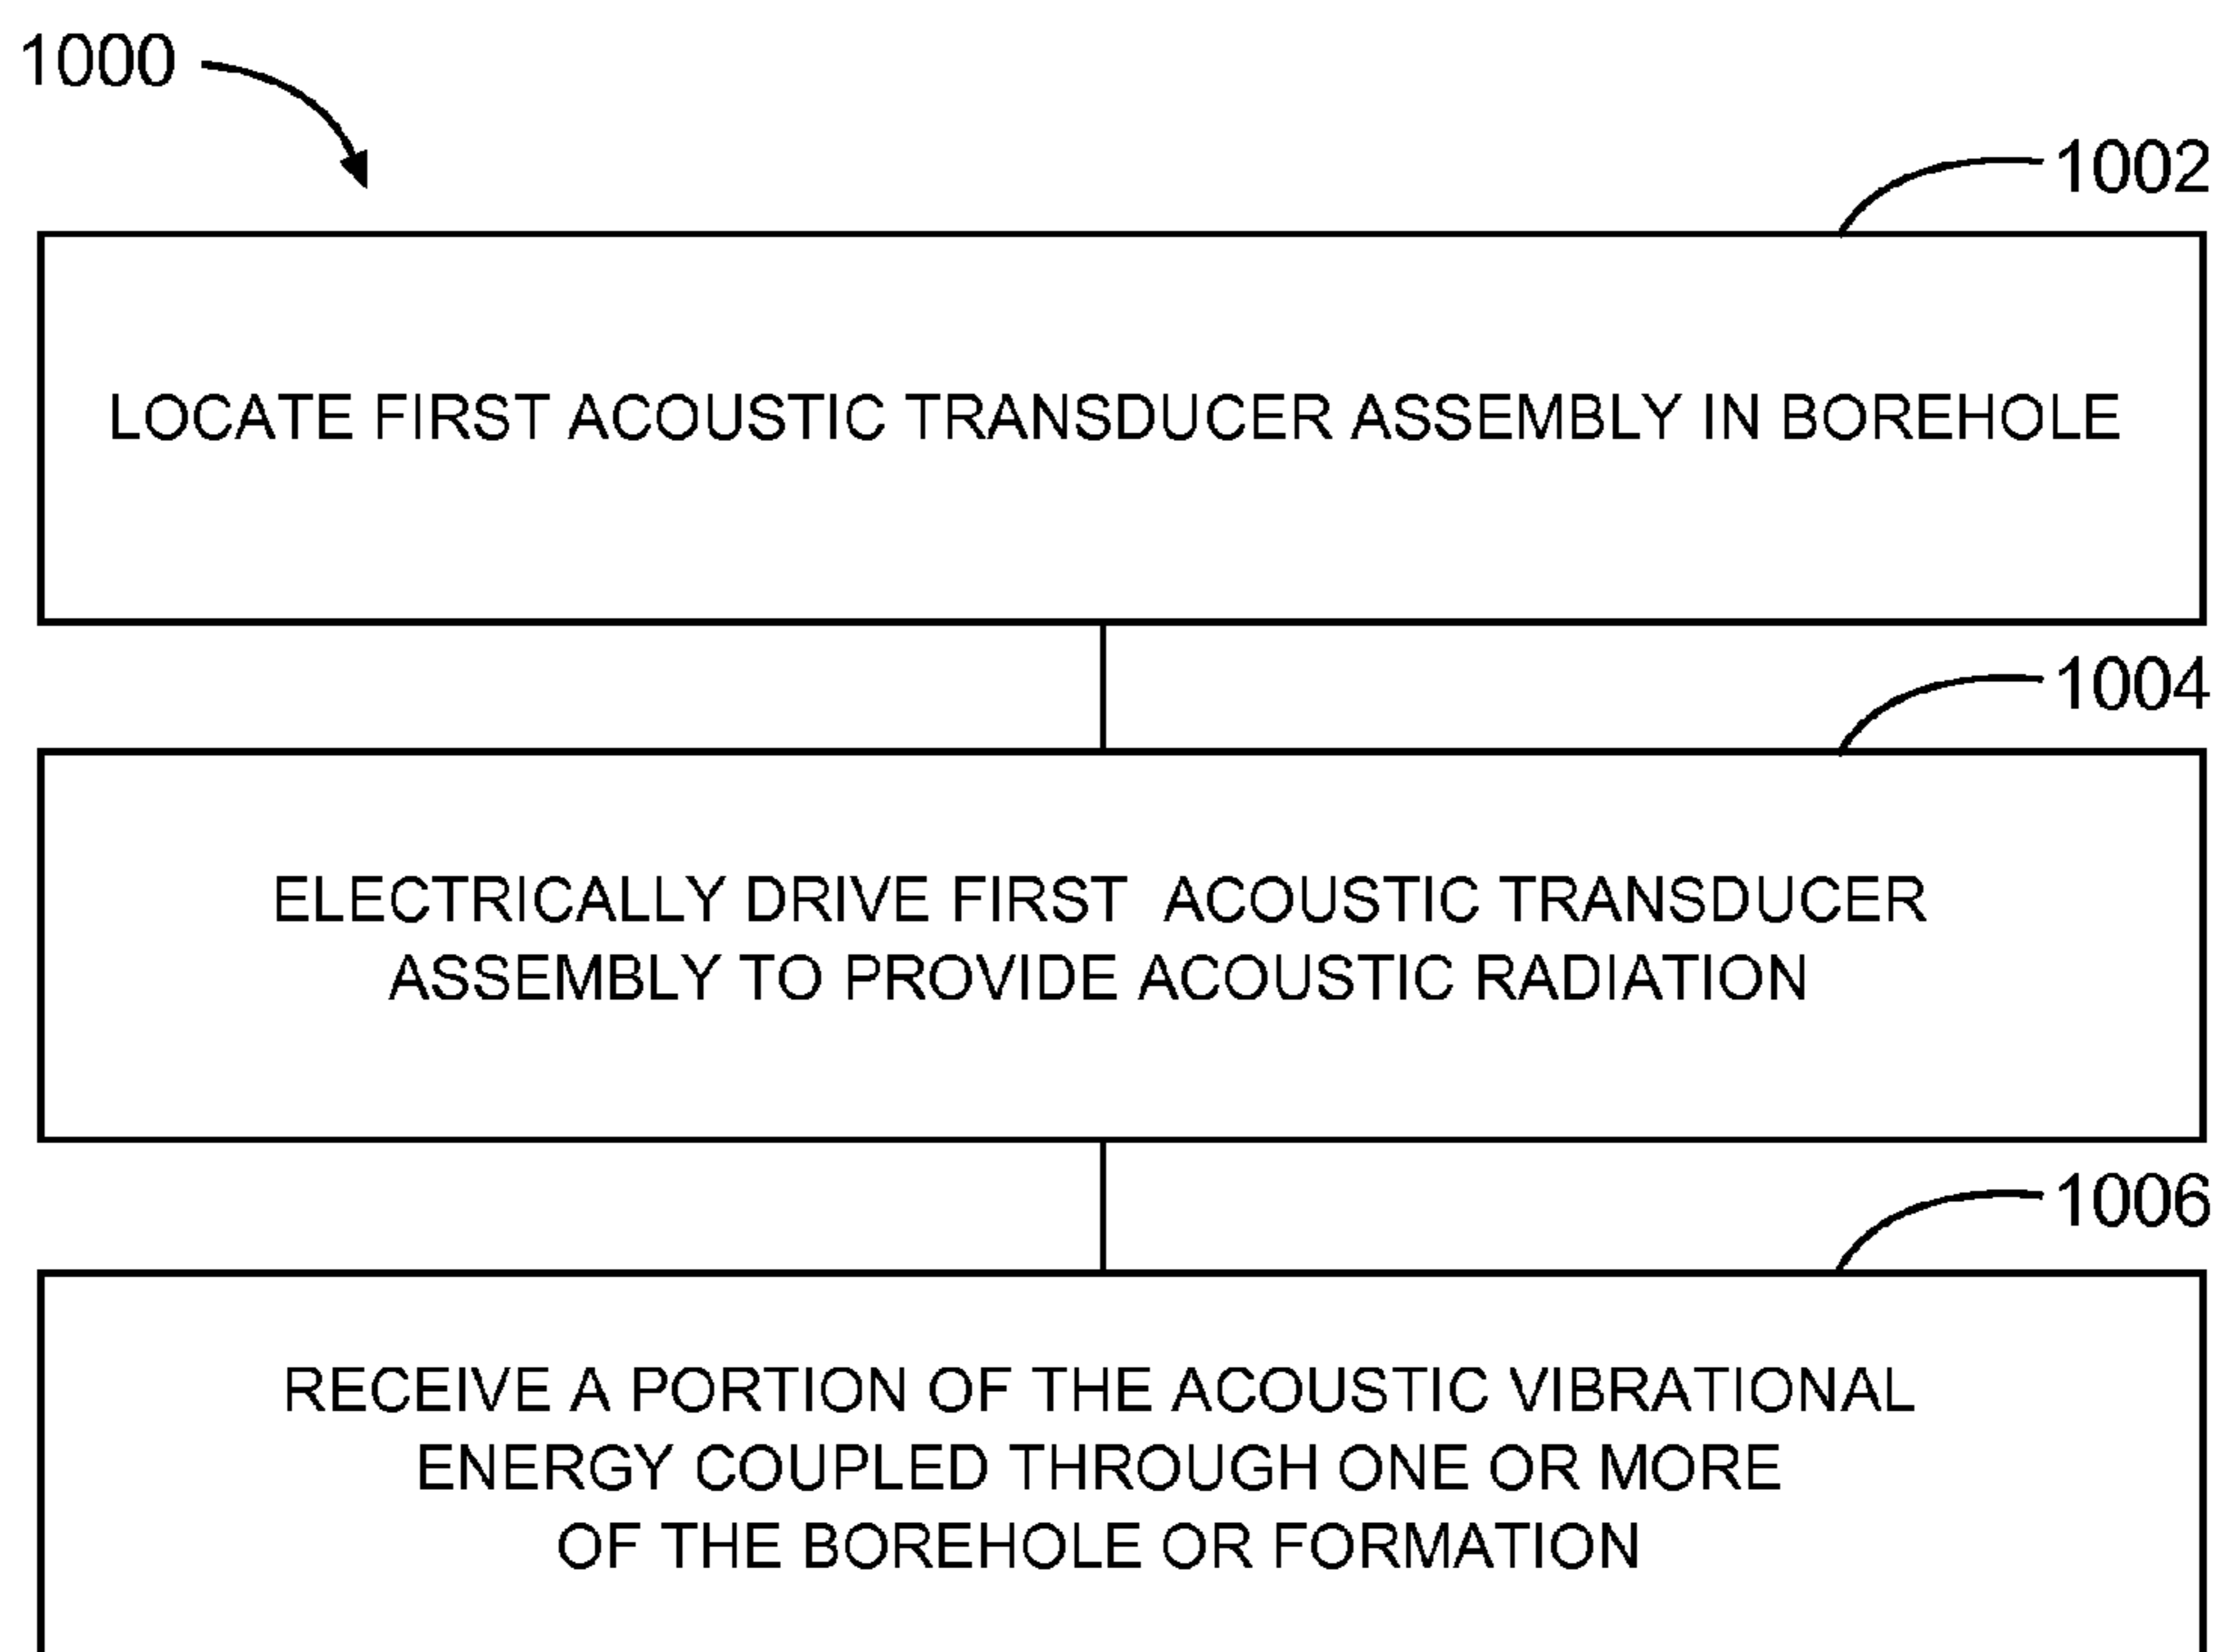 1000
1002
LOCATE FIRST ACOUSTIC TRANSDUCER ASSEMBLY IN BOREHOLE
1004
ELECTRICALLY DRIVE FIRST ACOUSTIC TRANSDUCER
ASSEMBLY TO PROVIDE ACOUSTIC RADIATION
1006
RECEIVE A PORTION OF THE ACOUSTIC VIBRATIONAL
ENERGY COUPLED THROUGH ONE OR MORE
OF THE BOREHOLE OR FORMATION